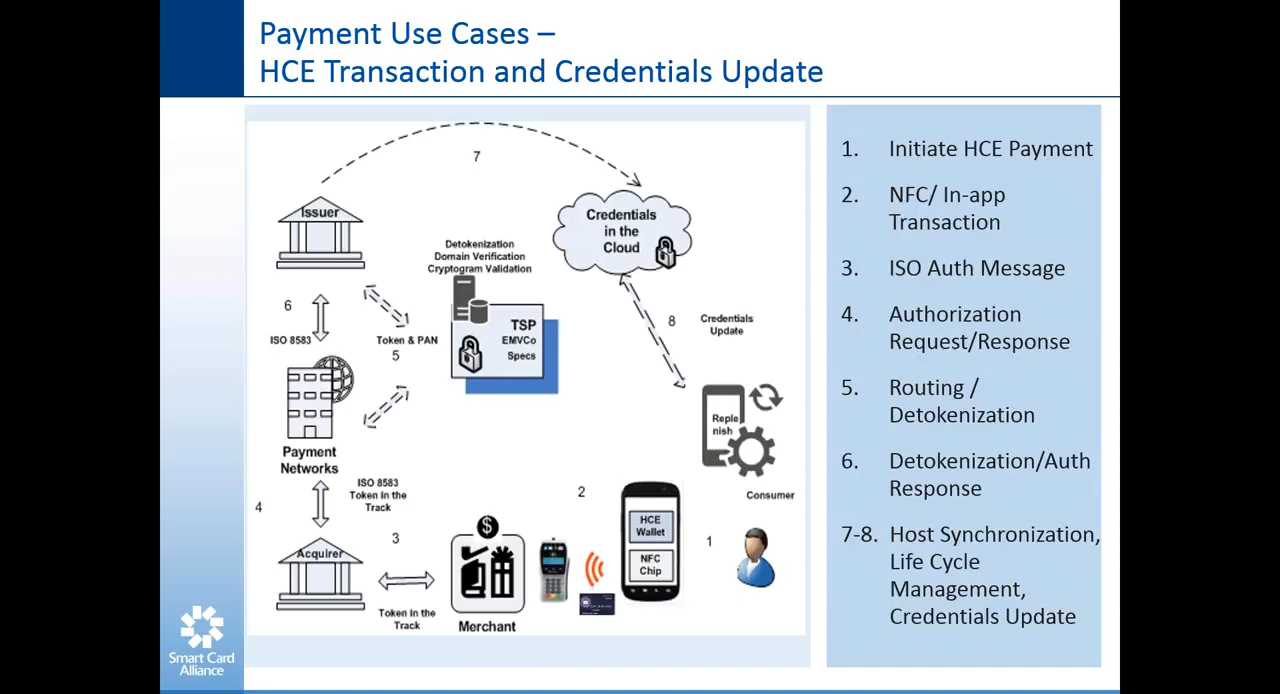 Payment Use Cases –
HCE Transaction and Credentials Update
7
Issuer
Credentials
in the
Cloud
Detokenization
Domain Verification
Cryptogram Validation
6
ISO 8583
Token & PAN
5
TSP
EMVCo
Specs
8
Credentials
Update
Reple
nish
Payment
Networks
Consumer
4
ISO 8583
Token in the
Track
2
HCE
Wallet
NFC
Chip
1
Acquirer
3
$
Token in the
Track
Merchant
1. Initiate HCE Payment
2. NFC/ In-app
Transaction
3. ISO Auth Message
4. Authorization
Request/Response
5. Routing /
Detokenization
6. Detokenization/Auth
Response
7-8. Host Synchronization,
Life Cycle
Management,
Credentials Update
Smart Card
Alliance